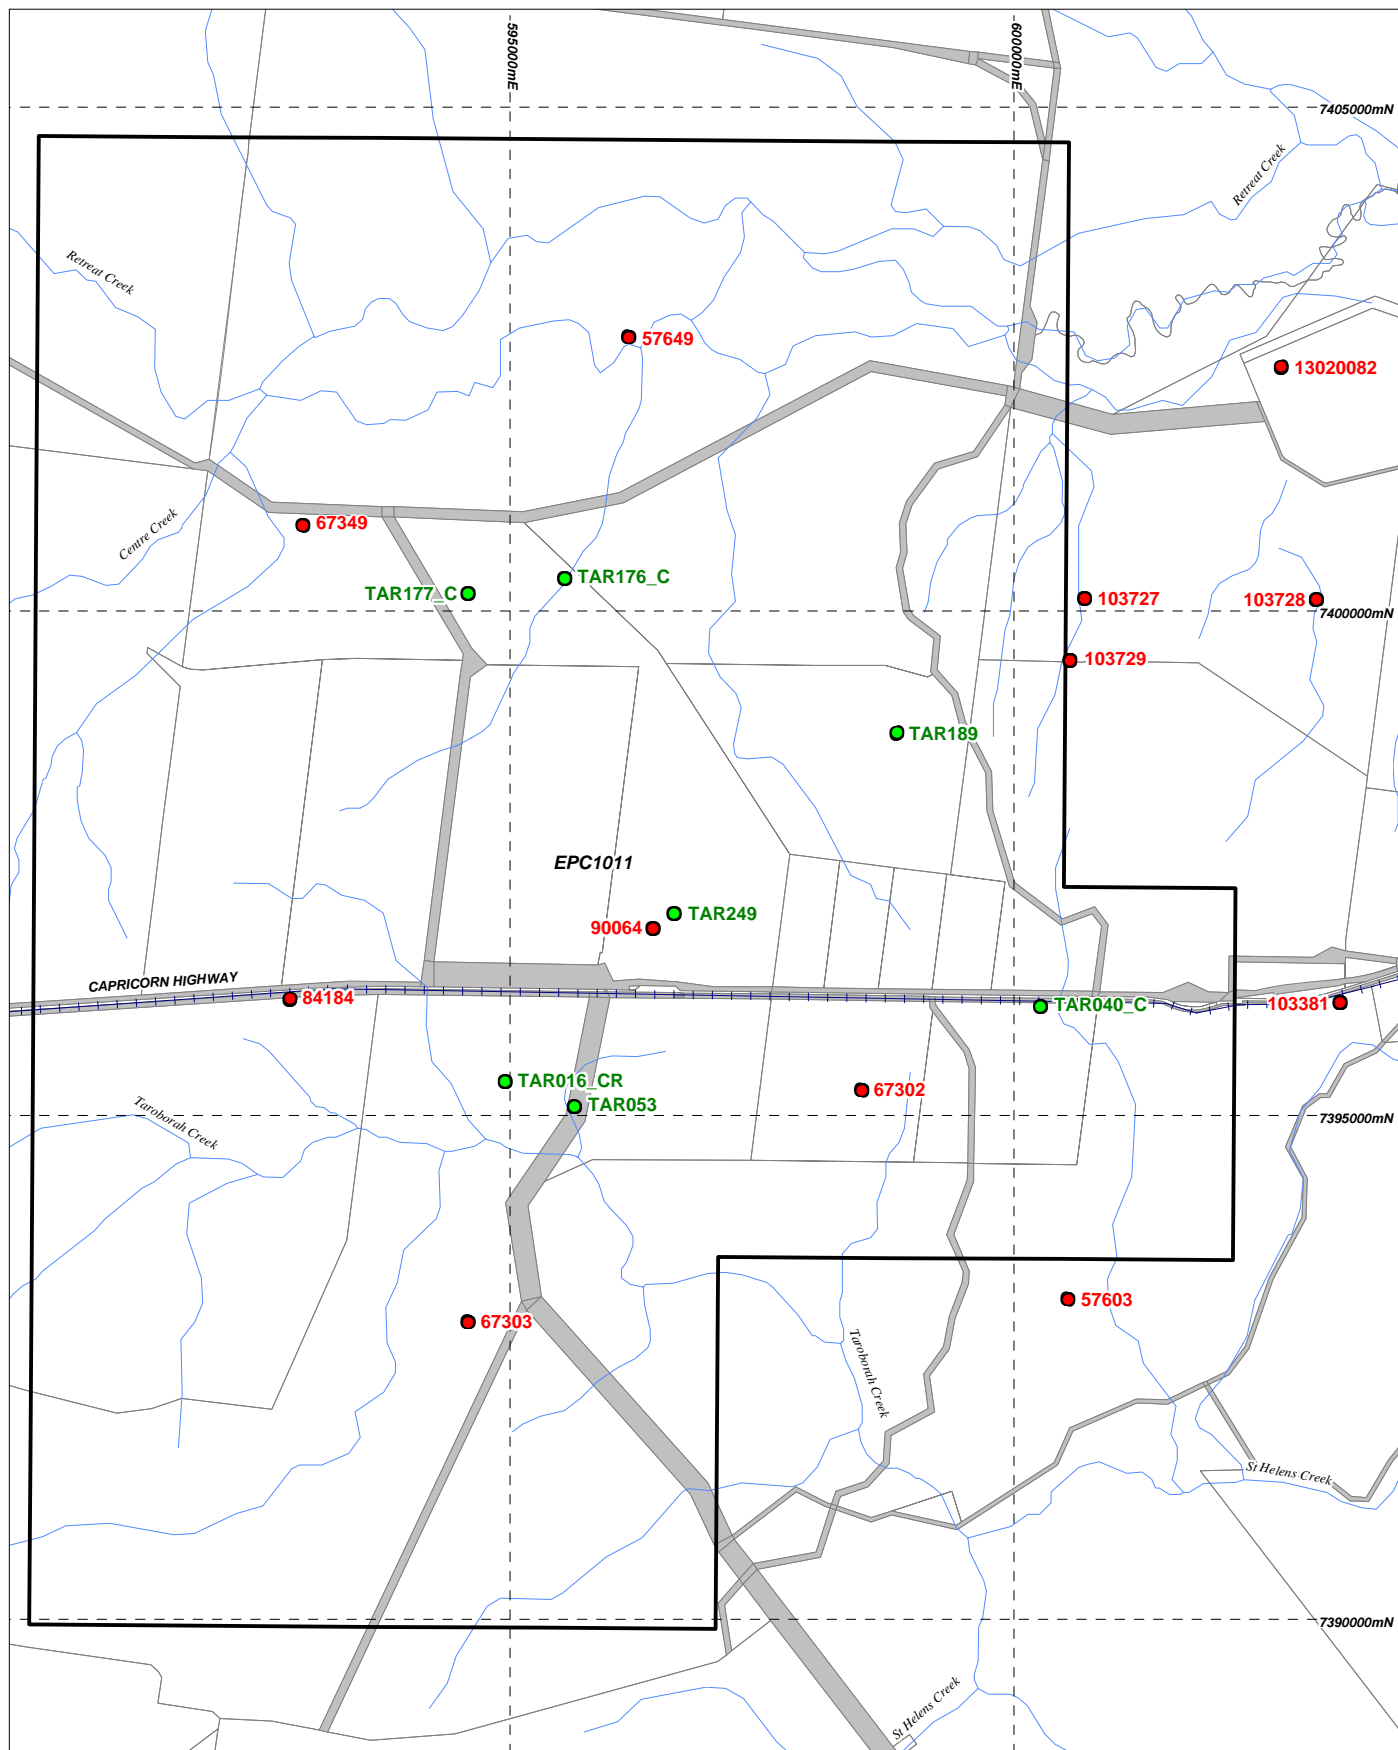 595000mE
600000mE
7405000mN
Retreat Creek
Retreat Creek
57649
13020082
67349
Centre Creek
TAR176_C
TAR177_C
103727
103728
7400000mN
103729
TAR189
EPC1011
TAR249
90064
CAPRICORN HIGHWAY
84184
103381
TAR040_C
TAR016_CR
67302
TAR053
7395000mN
Taroborah Creek
57603
67303
Taroborah Creek
St Helens Creek
7390000mN
St Helens Creek